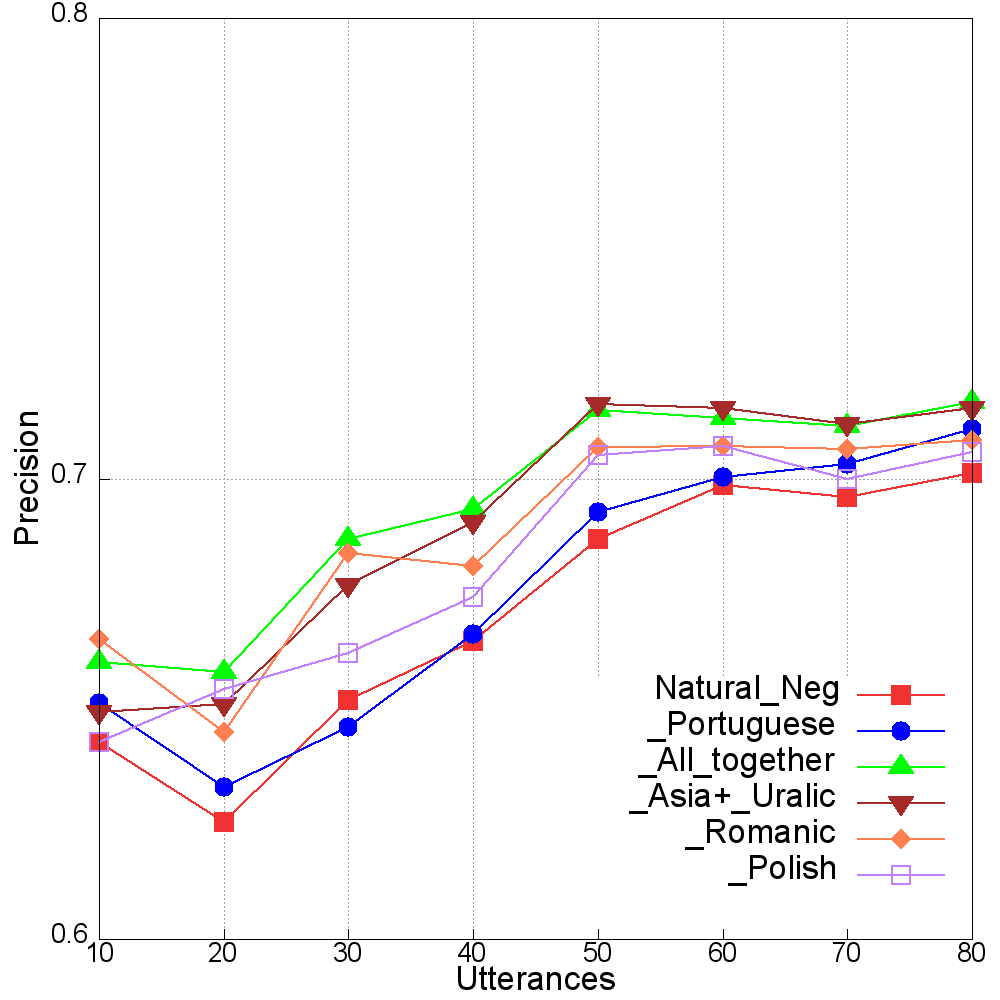 0.8
0.7
0.6
Precision
Natural_Neg
_Portuguese
_All_together
_Asia+_Uralic
_Romanic
_Polish
10 20 30 40 50 60 70 80
Utterances